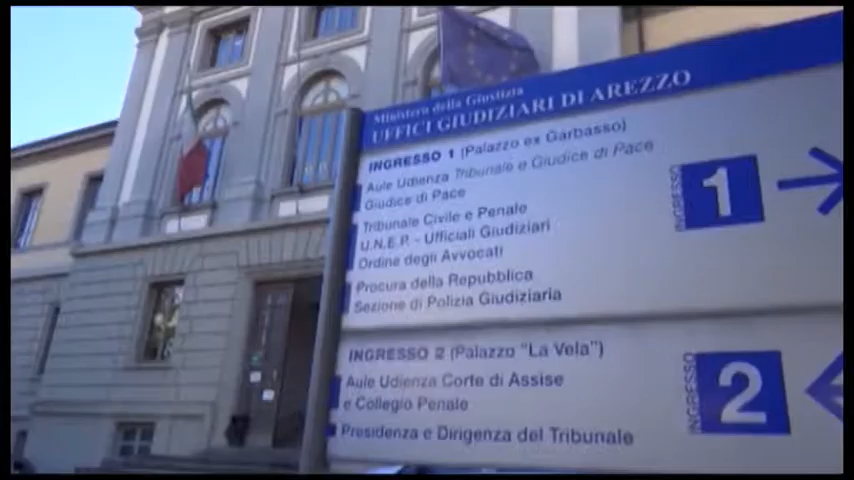 Ministero della Giustizia
UFFICI GIUDIZIARI DI AREZZO
INGRESSO 1 (Palazzo ex Garbasso)
Aule Udienza Tribunale e Giudice di Pace
Giudice di Pace
Tribunale Civile e Penale
U.N.E.P. - Ufficiali Giudiziari
Ordine degli Avvocati
Procura della Repubblica
Sezione di Polizia Giudiziaria
INGRESSO
1
INGRESSO 2 (Palazzo "La Vela")
Aule Udienza Corte di Assise
e Collegio Penale
Presidenza e Dirigenza del Tribunale
INGRESSO
2